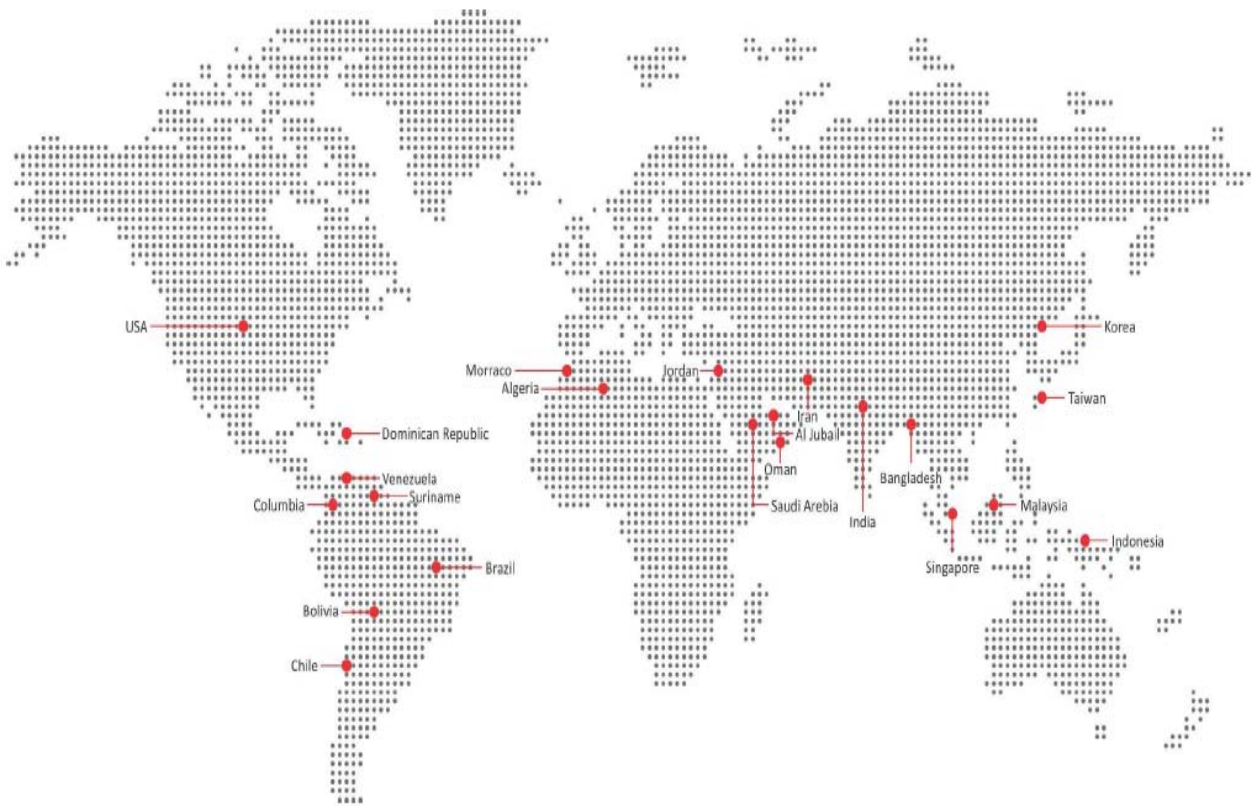 USA
Korea
Morraco
Jordan
Algeria
Taiwan
Iran
Dominican Republic
Al Jubail
Oman
Venezuela
Bangladesh
Suringme
Columbia
Saudi Arebia
Malaysia
India
Indonesia
Singapore
Brazil
Bolivia
Chile